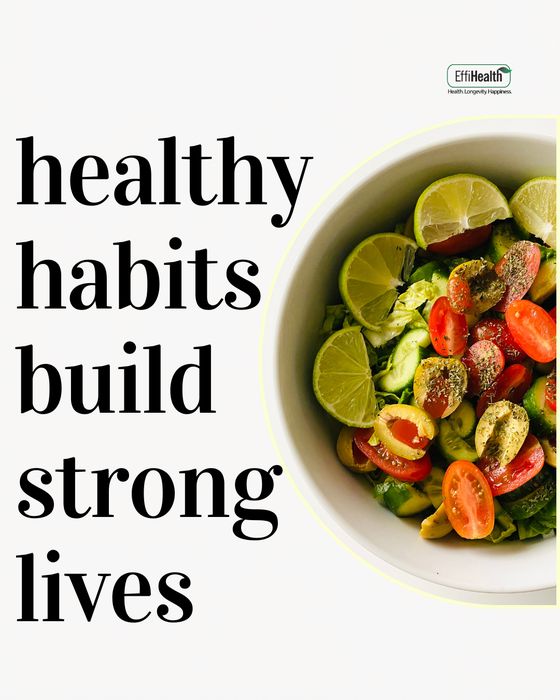 EffiHealth
Health. Longevity. Happiness.
healthy
habits
build
strong
lives